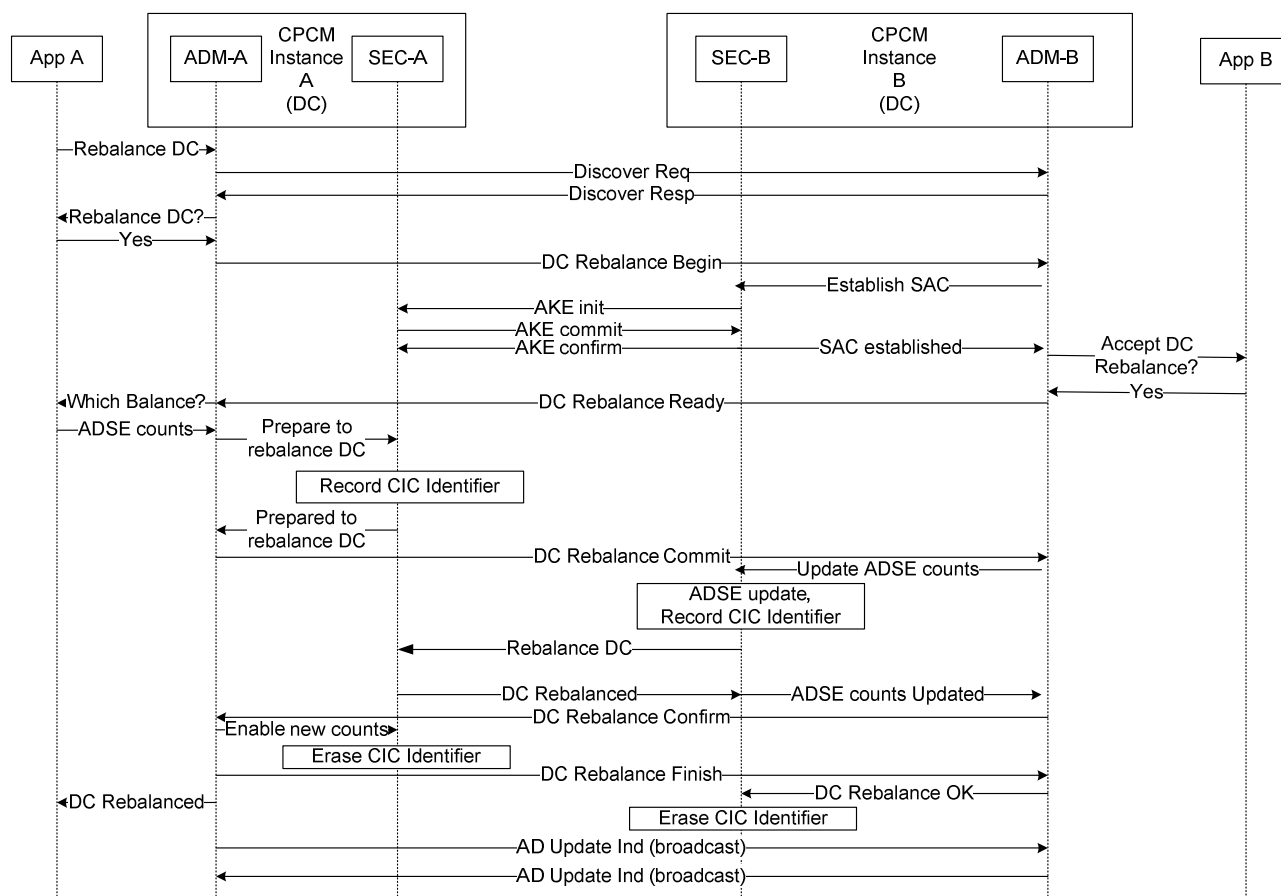 App A
ADM-A
CPCM
Instance
A
(DC)
SEC-A
SEC-B
CPCM
Instance
B
(DC)
ADM-B
App B
Rebalance DC
Discover Req
Discover Resp
Rebalance DC?
Yes
DC Rebalance Begin
Establish SAC
AKE init
AKE commit
AKE confirm
SAC established
Accept DC
Rebalance?
Yes
Which Balance?
DC Rebalance Ready
ADSE counts
Prepare to
rebalance DC
Record CIC Identifier
Prepared to
rebalance DC
DC Rebalance Commit
Update ADSE counts
ADSE update,
Record CIC Identifier
Rebalance DC
DC Rebalanced
ADSE counts Updated
DC Rebalance Confirm
Enable new counts
Erase CIC Identifier
DC Rebalance Finish
DC Rebalanced
DC Rebalance OK
Erase CIC Identifier
AD Update Ind (broadcast)
AD Update Ind (broadcast)